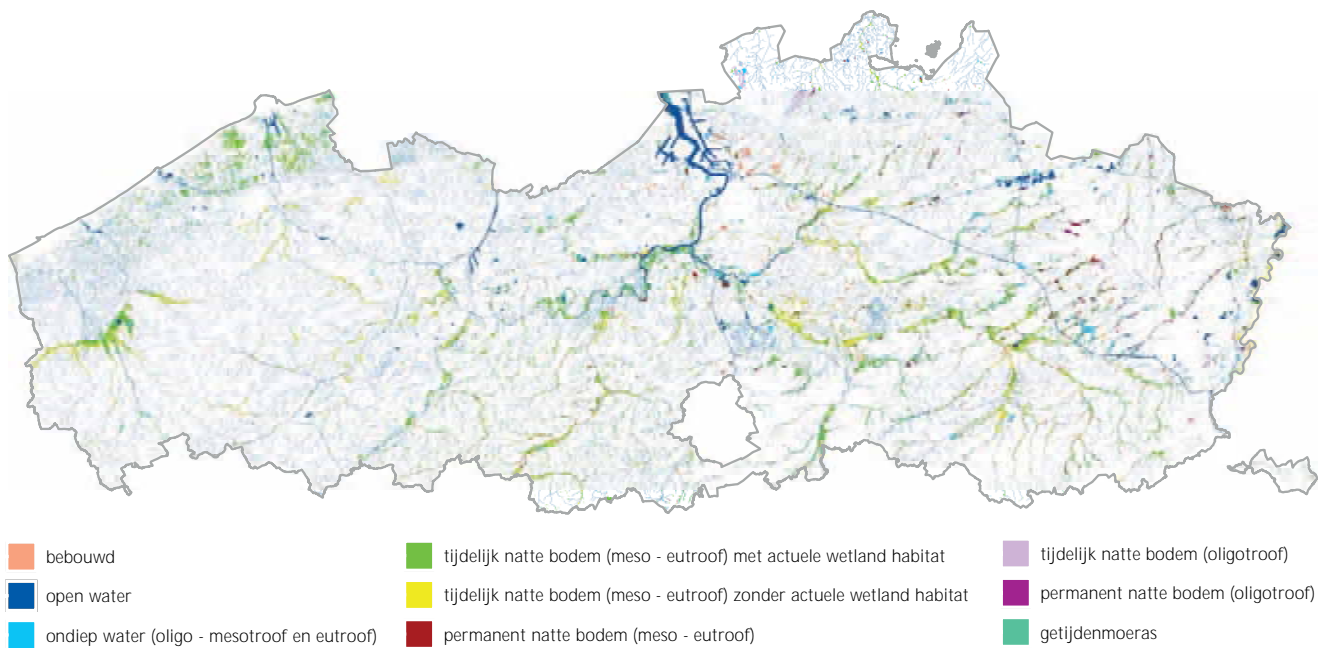 bebouwd
open water
ondiep water (oligo - mesotroof en eutroof)
tijdelijk natte bodem (meso - eutroof) met actuele wetland habitat
tijdelijk natte bodem (meso - eutroof) zonder actuele wetland habitat
permanent natte bodem (meso - eutroof)
tijdelijk natte bodem (oligotroof)
permanent natte bodem (oligotroof)
getijdenmoeras